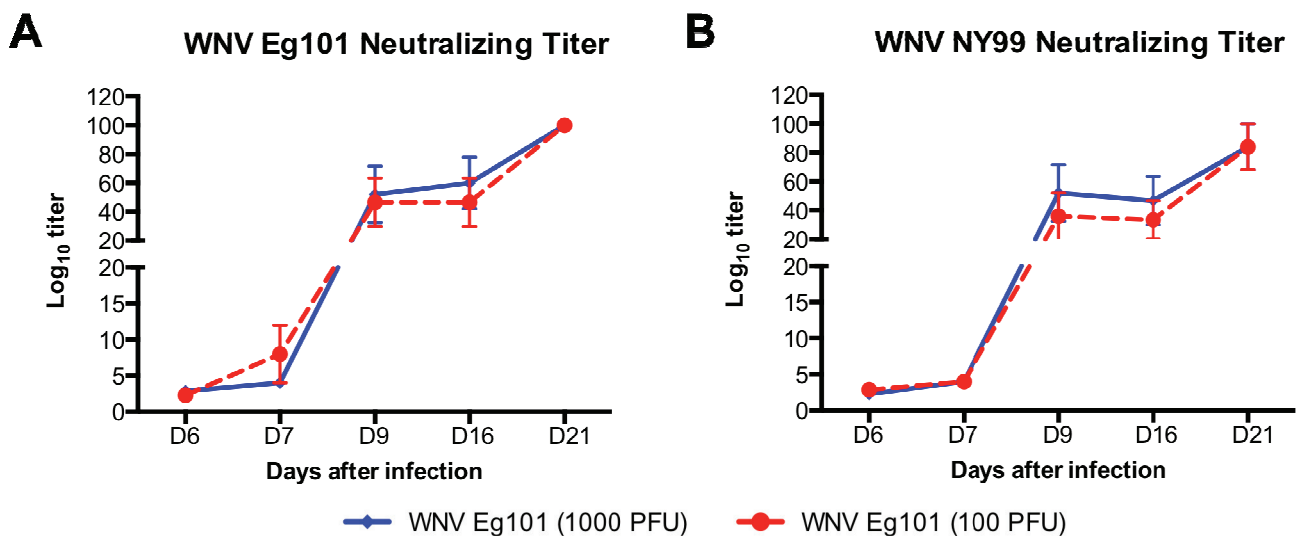 A
WNV Eg101 Neutralizing Titer
120
100
80
60
40
20
20
15
10
5
0
Log10 titer
D6 D7 D9 D16 D21
Days after infection
B
WNV NY99 Neutralizing Titer
120
100
80
60
40
20
20
15
10
5
0
Log10 titer
D6 D7 D9 D16 D21
Days after infection
WNV Eg101 (1000 PFU) WNV Eg101 (100 PFU)